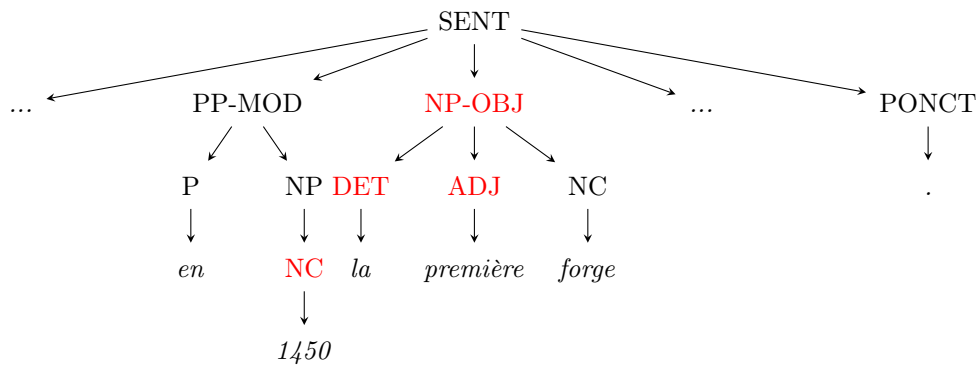 SENT
... PP-MOD NP-OBJ ... PONCT
P NP DET ADJ NC .
en NC la première forge
1450